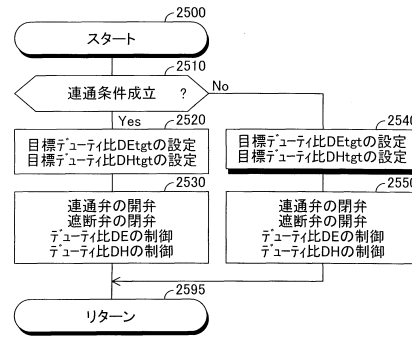 2500
スタート
2510
連通条件成立 ?
No
Yes
2520
目標ﾃﾞｭｰﾃｨ比DEtgtの設定
目標ﾃﾞｭｰﾃｨ比DHtgtの設定
2540
目標ﾃﾞｭｰﾃｨ比DEtgtの設定
目標ﾃﾞｭｰﾃｨ比DHtgtの設定
2530
連通弁の開弁
遮断弁の閉弁
ﾃﾞｭｰﾃｨ比DEの制御
ﾃﾞｭｰﾃｨ比DHの制御
2550
連通弁の閉弁
遮断弁の開弁
ﾃﾞｭｰﾃｨ比DEの制御
ﾃﾞｭｰﾃｨ比DHの制御
2595
リターン